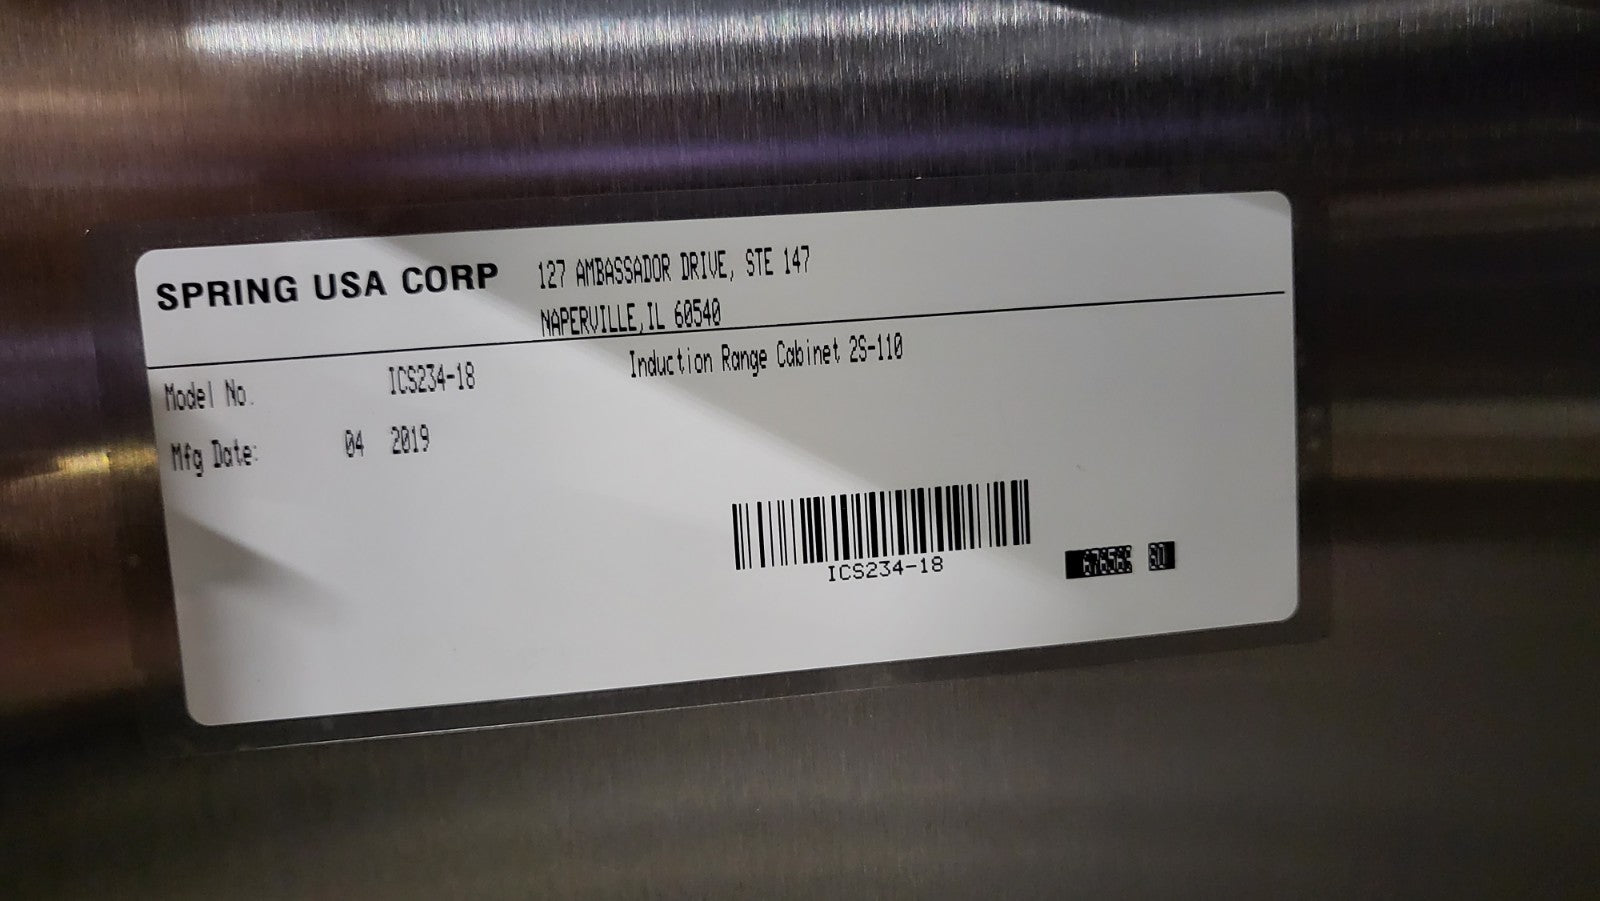 SPRING USA CORP
127 AMBASSADOR DRIVE, STE 147
NAPERVILLE, IL 60540
Model No. ICS234-18 Induction Range Cabinet 2S-110
Mfg Date: 04 2019
ICS234-18